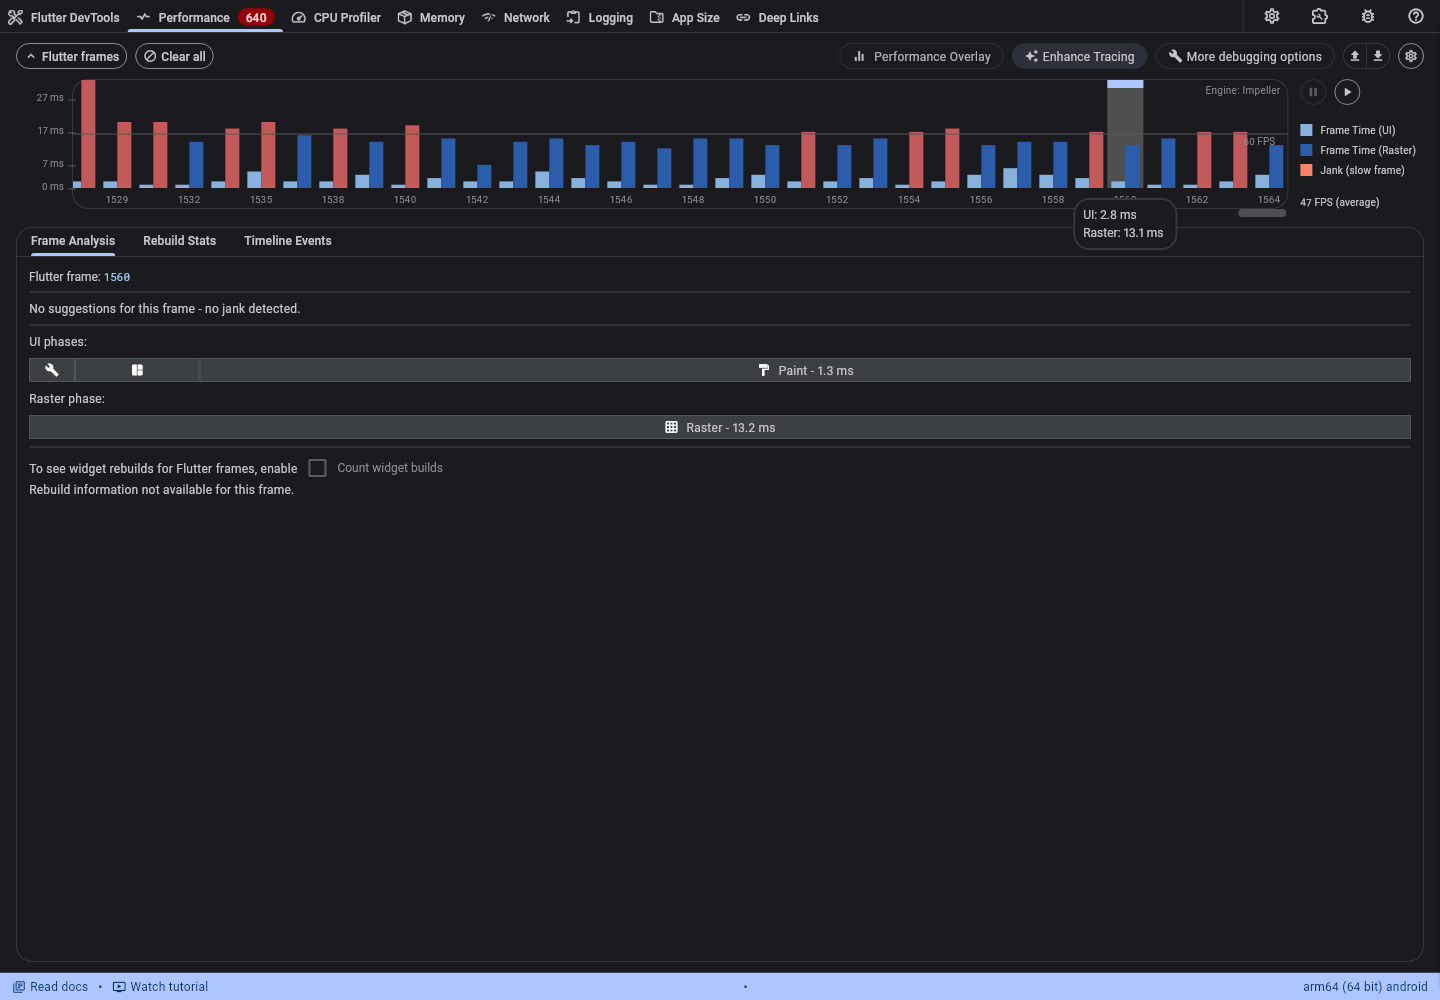 Flutter DevTools
Performance 640
CPU Profiler
Memory
Network
Logging
App Size
Deep Links
Flutter frames
Clear all
Performance Overlay
Enhance Tracing
More debugging options
27 ms
17 ms
7 ms
0 ms
Engine: Impeller
60 FPS
1529 1532 1535 1538 1540 1542 1544 1546 1548 1550 1552 1554 1556 1558 1560 1562 1564
Frame Time (UI)
Frame Time (Raster)
Jank (slow frame)
47 FPS (average)
UI: 2.8 ms
Raster: 13.1 ms
Frame Analysis
Rebuild Stats
Timeline Events
Flutter frame: 1560
No suggestions for this frame - no jank detected.
UI phases:
Paint - 1.3 ms
Raster phase:
Raster - 13.2 ms
To see widget rebuilds for Flutter frames, enable Count widget builds
Rebuild information not available for this frame.
Read docs • Watch tutorial
•
arm64 (64 bit) android